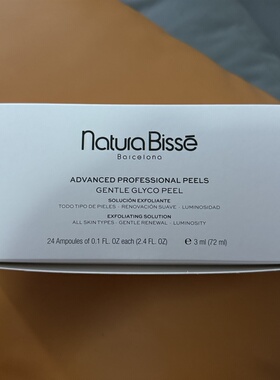 Natura Bissé
Barcelona
ADVANCED PROFESSIONAL PEELS
GENTLE GLYCO PEEL
SOLUCIÓN EXFOLIANTE
TODO TIPO DE PIELES · RENOVACIÓN SUAVE · LUMINOSIDAD
EXFOLIATING SOLUTION
ALL SKIN TYPES · GENTLE RENEWAL · LUMINOSITY
24 Ampoules of 0.1 FL. OZ each (2.4 FL. OZ) ℮ 3 ml (72 ml)